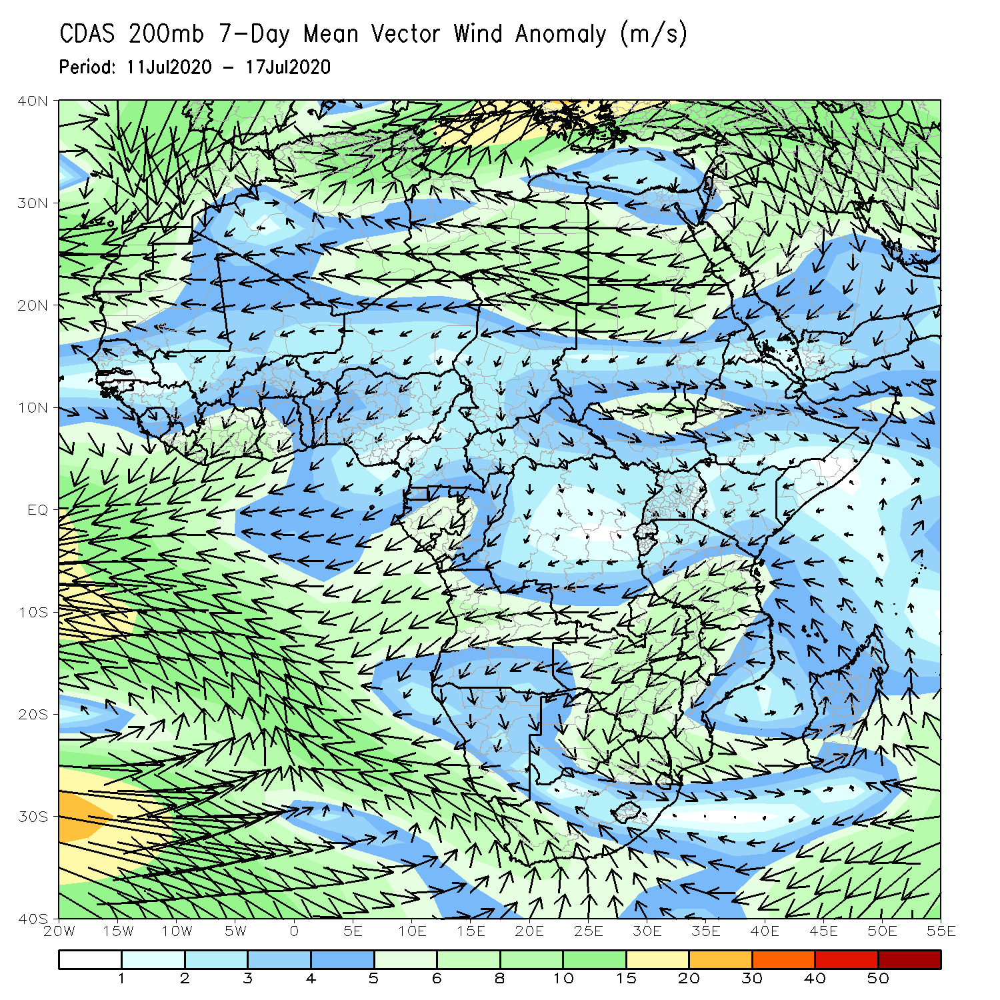 CDAS 200mb 7-Day Mean Vector Wind Anomaly (m/s)
Period: 11Jul2020 - 17Jul2020
40N
30N
20N
10N
EQ
10S
20S
30S
40S
20W 15W 10W 5W 0 5E 10E 15E 20E 25E 30E 35E 40E 45E 50E 55E
1 2 3 4 5 6 8 10 15 20 30 40 50